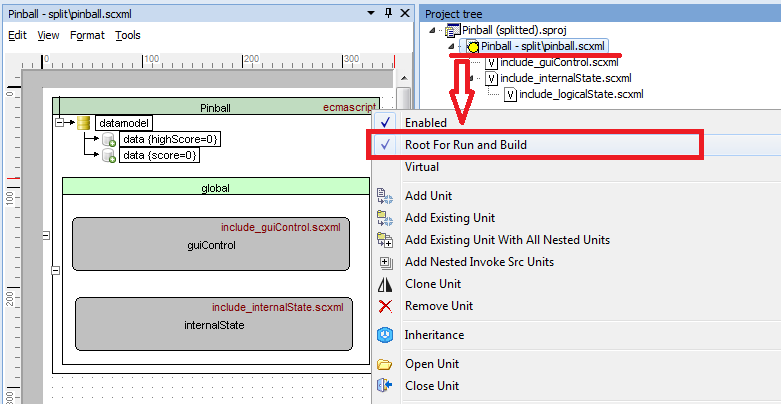 Pinball - split\pinball.scxml
Edit View Format Tools
0 100 200 300
0
100
200
300
Pinball ecmascript
datamodel
data {highScore=0}
data {score=0}
global
include_guiControl.scxml
guiControl
include_internalState.scxml
internalState
Project tree
Pinball (splitted).sproj
Pinball - split\pinball.scxml
include_guiControl.scxml
include_internalState.scxml
include_logicalState.scxml
Enabled
Root For Run and Build
Virtual
Add Unit
Add Existing Unit
Add Existing Unit With All Nested Units
Add Nested Invoke Src Units
Clone Unit
Remove Unit
Inheritance
Open Unit
Close Unit